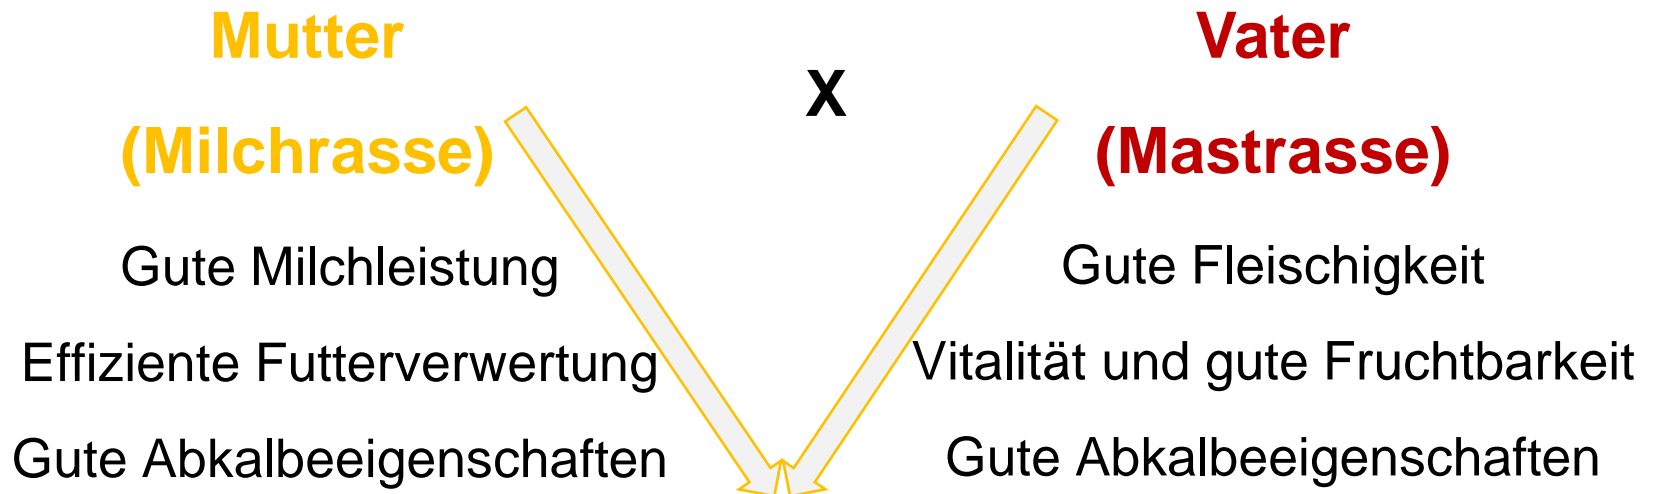 Mutter
(Milchrasse)
Gute Milchleistung
Effiziente Futterverwertung
Gute Abkalbeeigenschaften
X
Vater
(Mastrasse)
Gute Fleischigkeit
Vitalität und gute Fruchtbarkeit
Gute Abkalbeeigenschaften